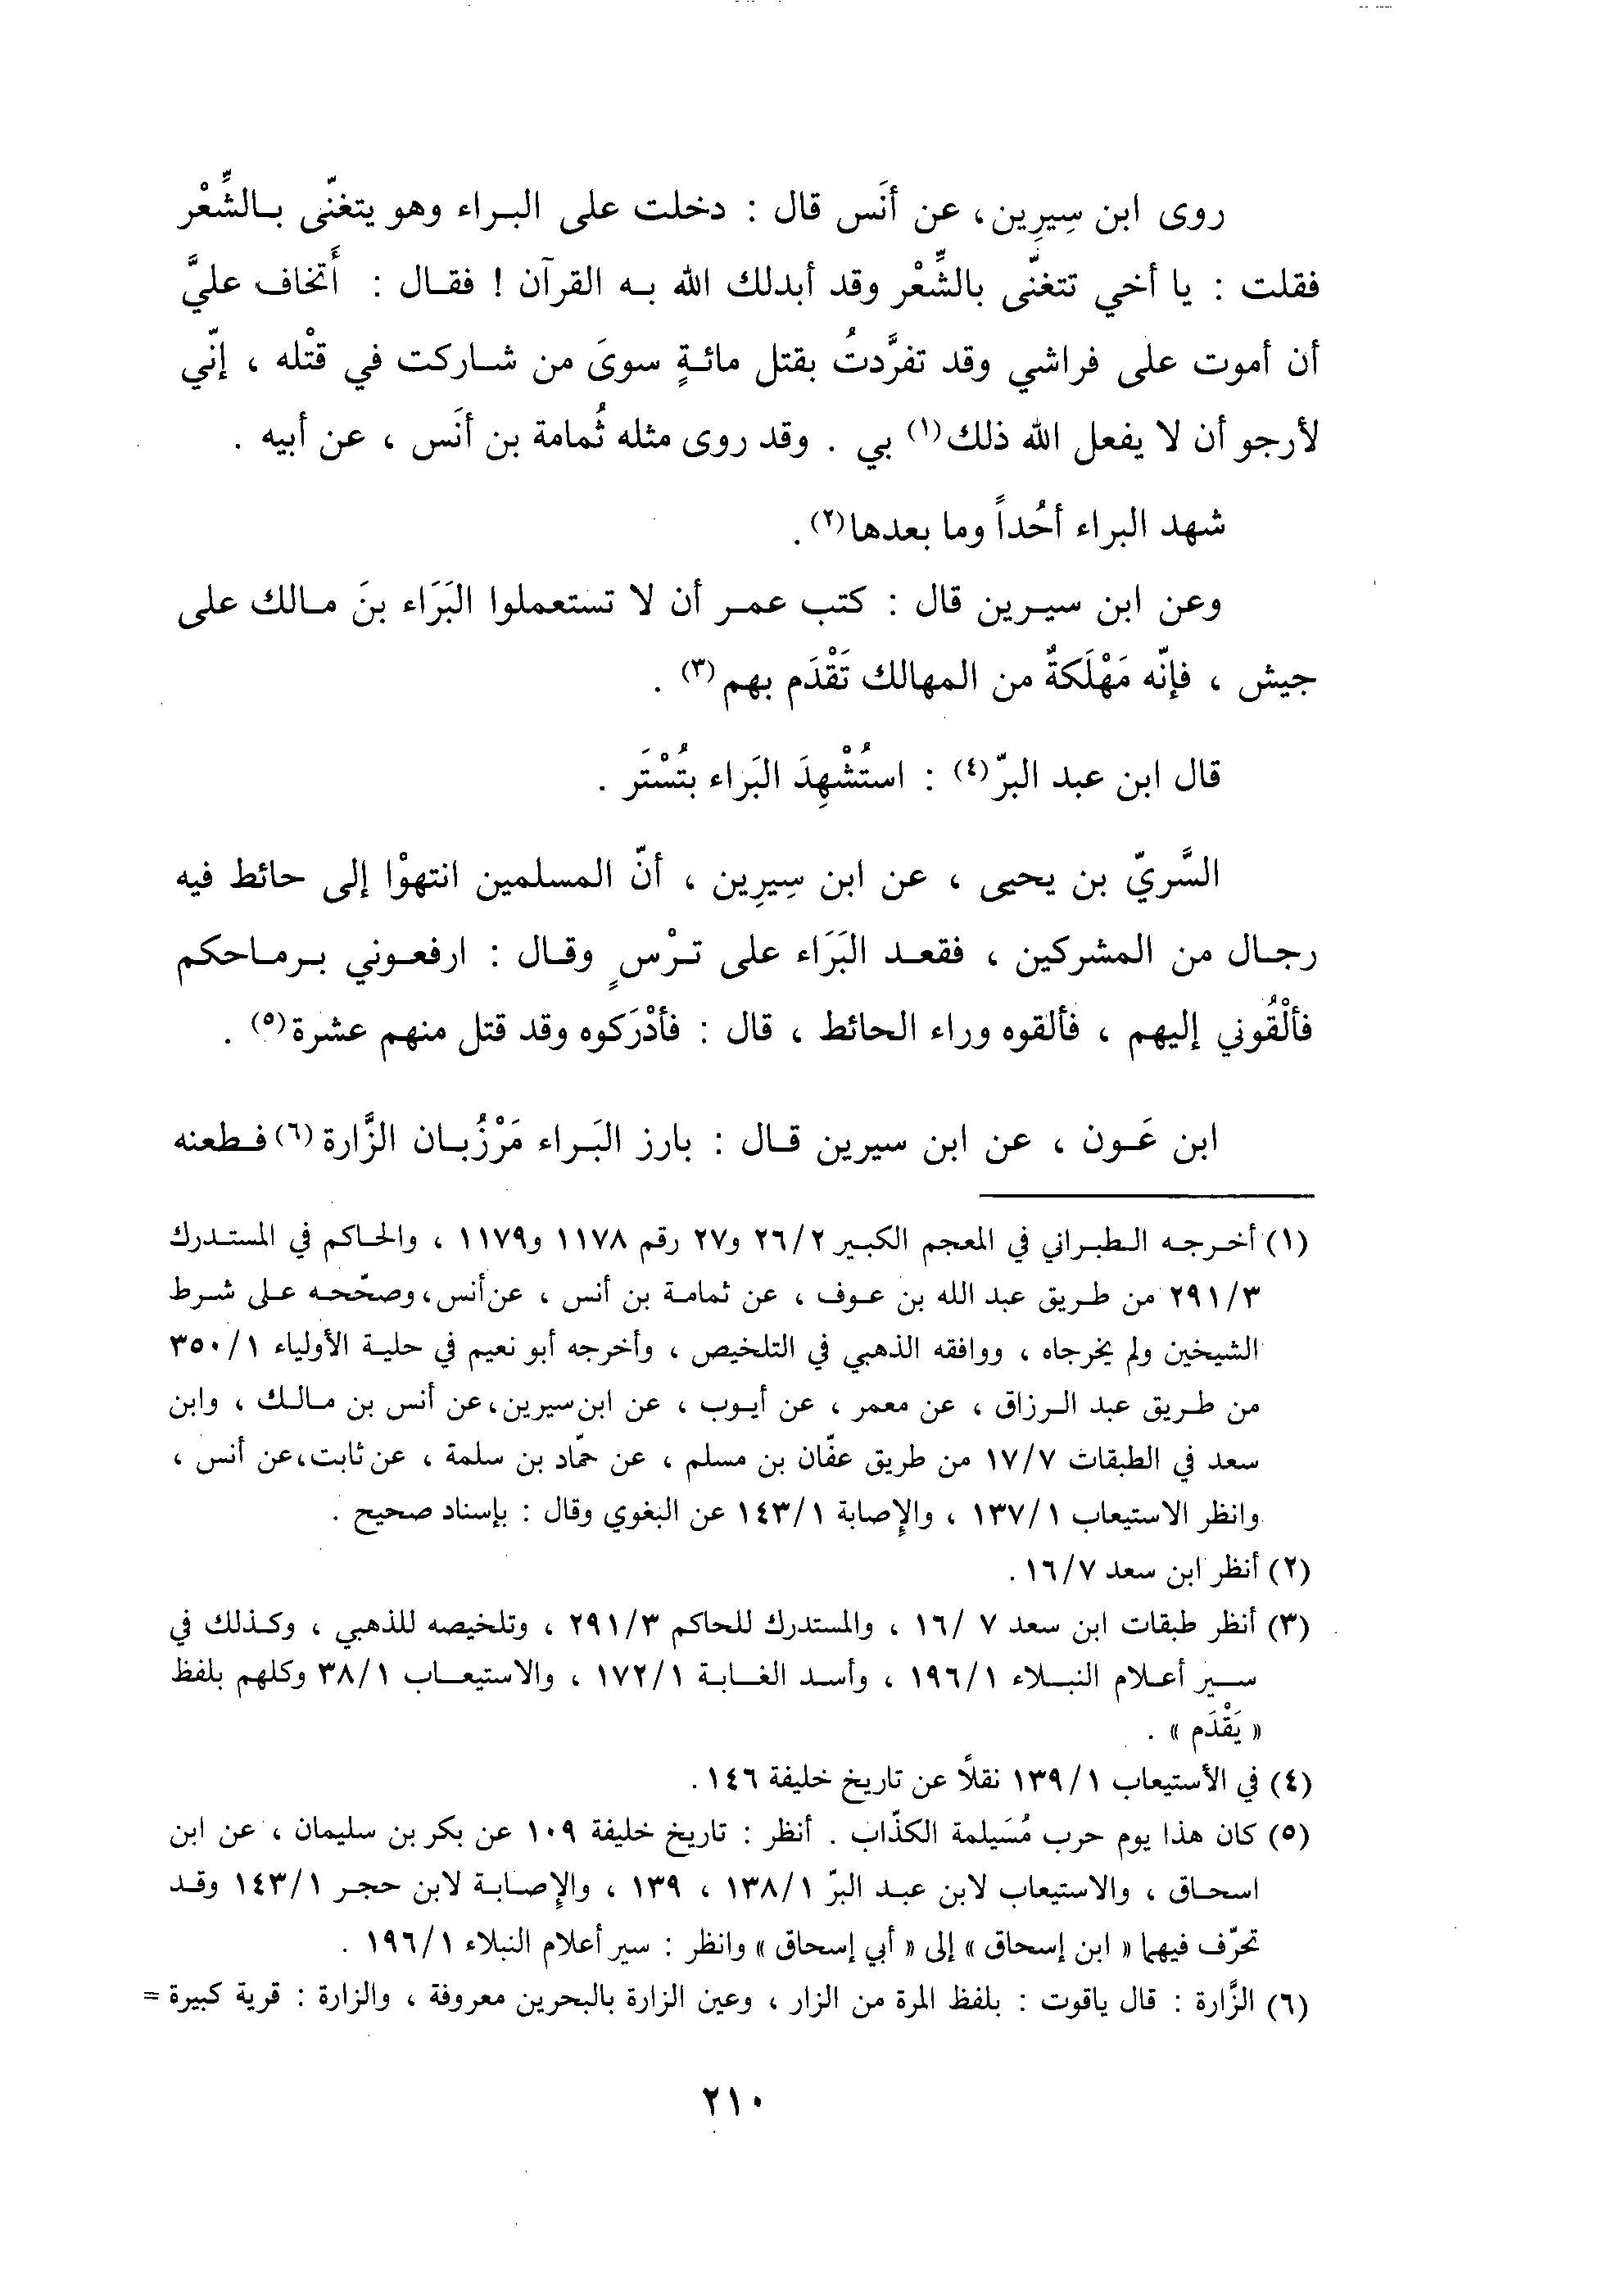 روى ابن سِيرِين، عن أنَس قال : دخلت على البراء وهو يتغنّى بالشِّعْر
فقلت : يا أخي تتغنَّى بالشِّعْر وقد أبدلك الله به القرآن ! فقال : أَتخاف عليَّ
أن أموت على فراشي وقد تفرَّدتُ بقتل مائةٍ سوىَ من شاركت في قتْله ، إنّي
لأرجو أن لا يفعل الله ذلك(١) بي . وقد روى مثله ثُمامة بن أنَس ، عن أبيه .
شهد البراء أحُداً وما بعدها(٢).
وعن ابن سيرين قال : كتب عمر أن لا تستعملوا البَرَاء بنَ مالك على
جيش ، فإنّه مَهْلَكةٌ من المهالك تَقْدَم بهم(٣) .
قال ابن عبد البرّ(٤) : استُشْهِدَ البَراء بتُسْتَر .
السَّريّ بن يحيى ، عن ابن سِيرِين ، أنّ المسلمين انتهوْا إلى حائط فيه
رجال من المشركين ، فقعد البَرَاء على تْرسٍ وقال : ارفعوني برماحكم
فألْقُوني إليهم ، فألقوه وراء الحائط ، قال : فأدْرَكوه وقد قتل منهم عشرة(٥) .
ابن عَون ، عن ابن سيرين قال : بارز البَراء مَرْزُبان الزَّارة(٦) فطعنه
(١) أخرجه الطبراني في المعجم الكبير ٢٦/٢ و٢٧ رقم ١١٧٨ و١١٧٩ ، والحاكم في المستدرك
٢٩١/٣ من طريق عبد الله بن عوف ، عن ثمامة بن أنس ، عن أنس، وصحّحه على شرط
الشيخين ولم يخرجاه ، ووافقه الذهبي في التلخيص ، وأخرجه أبو نعيم في حلية الأولياء ٣٥٠/١
من طريق عبد الرزاق ، عن معمر ، عن أيوب ، عن ابن سيرين، عن أنس بن مالك ، وابن
سعد في الطبقات ١٧/٧ من طريق عفّان بن مسلم ، عن حمّاد بن سلمة ، عن ثابت، عن أنس ،
وانظر الاستيعاب ١٣٧/١ ، والإصابة ١٤٣/١ عن البغوي وقال : بإسناد صحيح .
(٢) أنظر ابن سعد ١٦/٧ .
(٣) أنظر طبقات ابن سعد ٧ /١٦ ، والمستدرك للحاكم ٢٩١/٣ ، وتلخيصه للذهبي ، وكذلك في
سير أعلام النبلاء ١٩٦/١ ، وأسد الغابة ١٧٢/١ ، والاستيعاب ٣٨/١ وكلهم بلفظ
« يَقْدَم » .
(٤) في الأستيعاب ١٣٩/١ نقلاً عن تاريخ خليفة ١٤٦ .
(٥) كان هذا يوم حرب مُسَيلمة الكذّاب . أنظر : تاريخ خليفة ١٠٩ عن بكر بن سليمان ، عن ابن
اسحاق ، والاستيعاب لابن عبد البرّ ١٣٨/١ ، ١٣٩ ، والإصابة لابن حجر ١٤٣/١ وقد
تحرّف فيهما « ابن إسحاق » إلى « أبي إسحاق » وانظر : سير أعلام النبلاء ١٩٦/١ .
(٦) الزَّارة : قال ياقوت : بلفظ المرة من الزار ، وعين الزارة بالبحرين معروفة ، والزارة : قرية كبيرة =
٢١٠